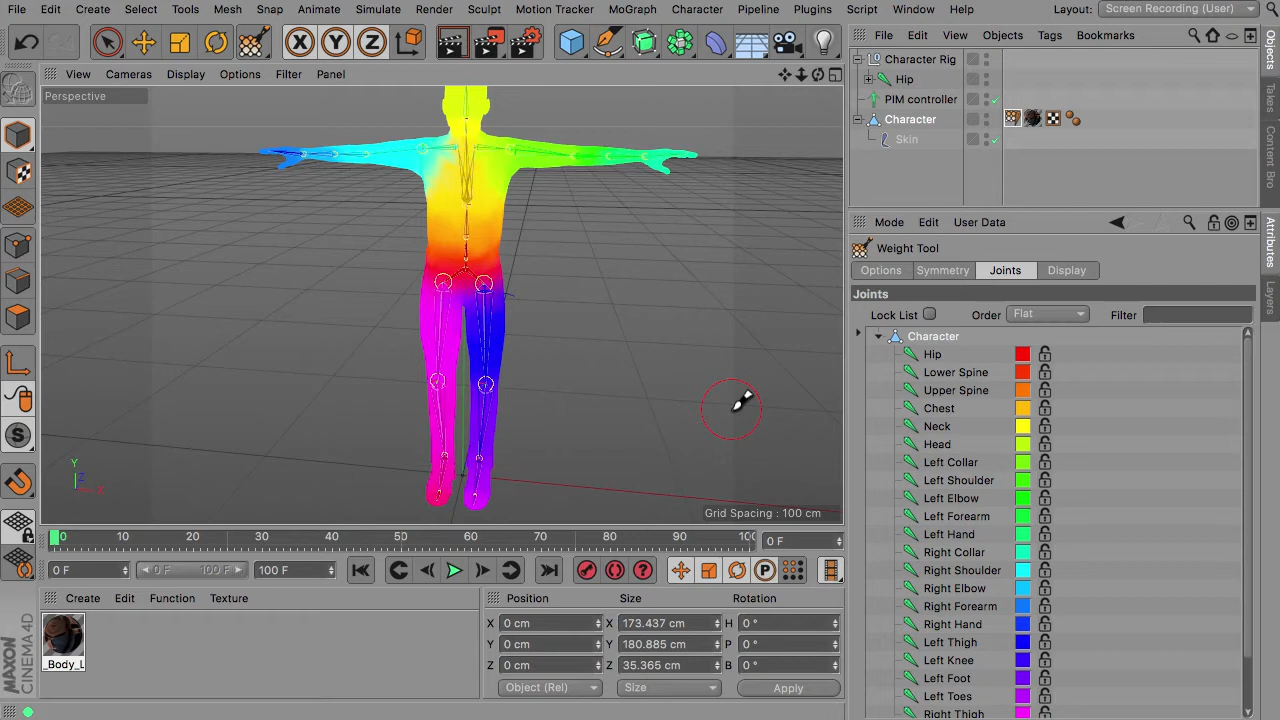 File Edit Create Select Tools Mesh Snap Animate Simulate Render Sculpt Motion Tracker MoGraph Character Pipeline Plugins Script Window Help Layout: Screen Recording (User)
X Y Z
File Edit View Objects Tags Bookmarks
Character Rig
Hip
PIM controller
Character
Skin
Objects
Takes
Content Bro
Attributes
Layers
View Cameras Display Options Filter Panel
Perspective
Y
Z
X
Grid Spacing : 100 cm
Mode Edit User Data
Weight Tool
Options Symmetry Joints Display
Joints
Lock List Order Flat Filter
Character
Hip
Lower Spine
Upper Spine
Chest
Neck
Head
Left Collar
Left Shoulder
Left Elbow
Left Forearm
Left Hand
Right Collar
Right Shoulder
Right Elbow
Right Forearm
Right Hand
Left Thigh
Left Knee
Left Foot
Left Toes
Right Thigh
S
0 10 20 30 40 50 60 70 80 90 100 0 F
0 F 0 F 100 F 100 F
P
Create Edit Function Texture
_Body_L
MAXON
CINEMA 4D
Position Size Rotation
X 0 cm X 173.437 cm H 0 °
Y 0 cm Y 180.885 cm P 0 °
Z 0 cm Z 35.365 cm B 0 °
Object (Rel) Size Apply